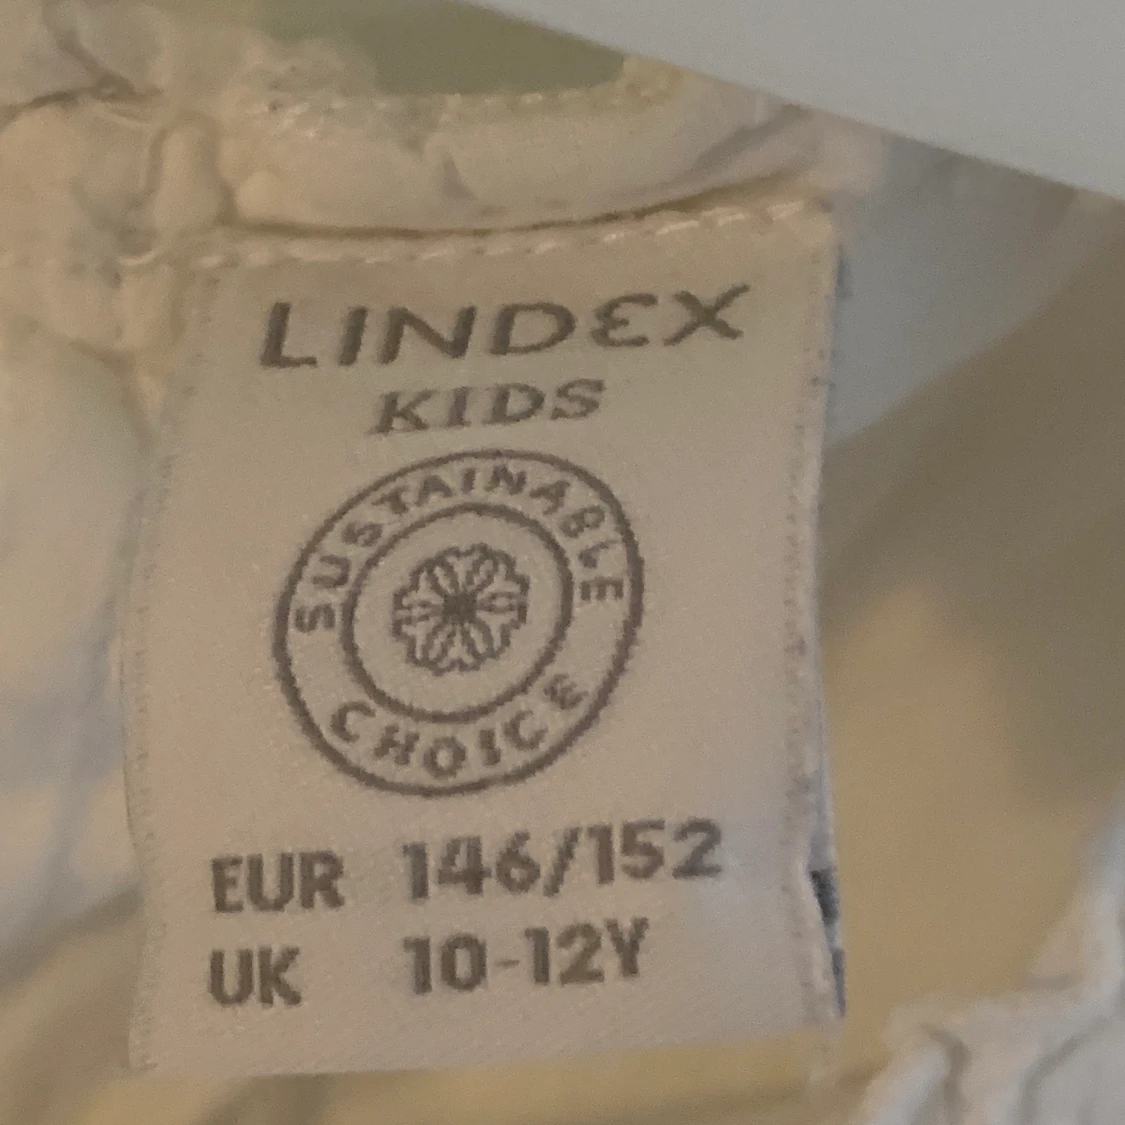 LINDEX
KIDS
SUSTAINABLE
CHOICE
EUR 146/152
UK 10-12Y